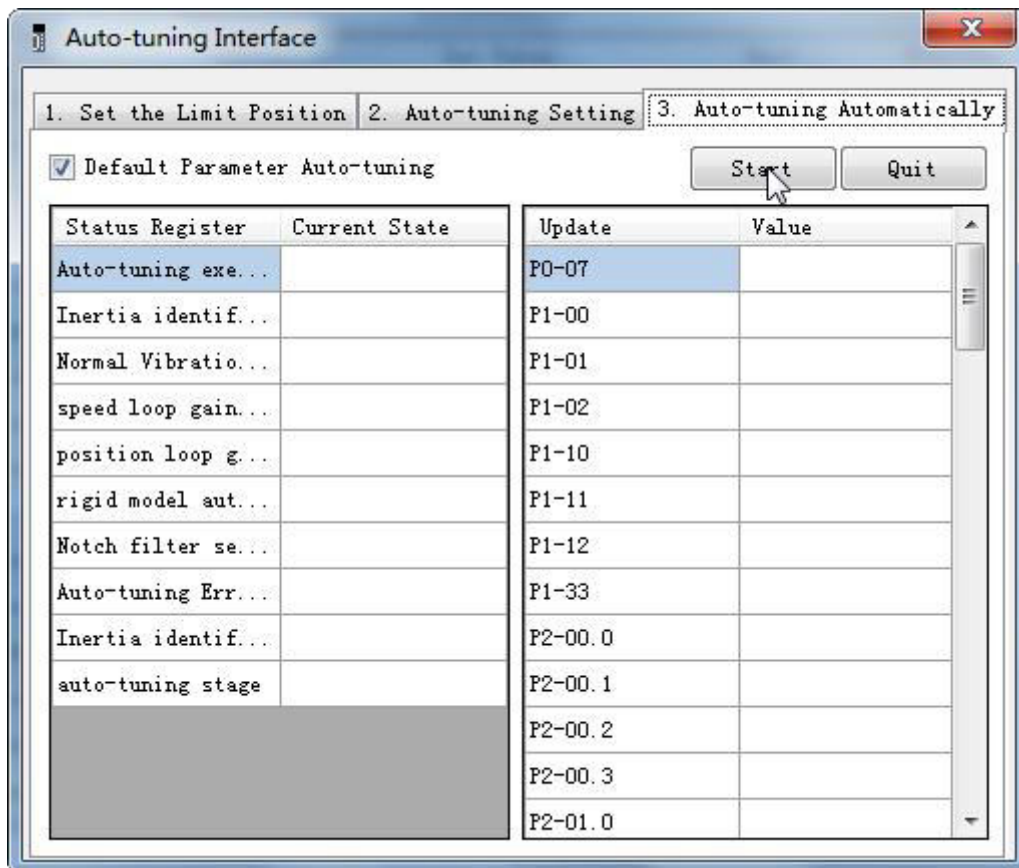 Auto-tuning Interface
1. Set the Limit Position 2. Auto-tuning Setting 3. Auto-tuning Automatically
Default Parameter Auto-tuning Start Quit
Status Register Current State Update Value
Auto-tuning exe... P0-07
Inertia identif... P1-00
Normal Vibratio... P1-01
speed loop gain... P1-02
position loop g... P1-10
rigid model aut... P1-11
Notch filter se... P1-12
Auto-tuning Err... P1-33
Inertia identif... P2-00.0
auto-tuning stage P2-00.1
P2-00.2
P2-00.3
P2-01.0